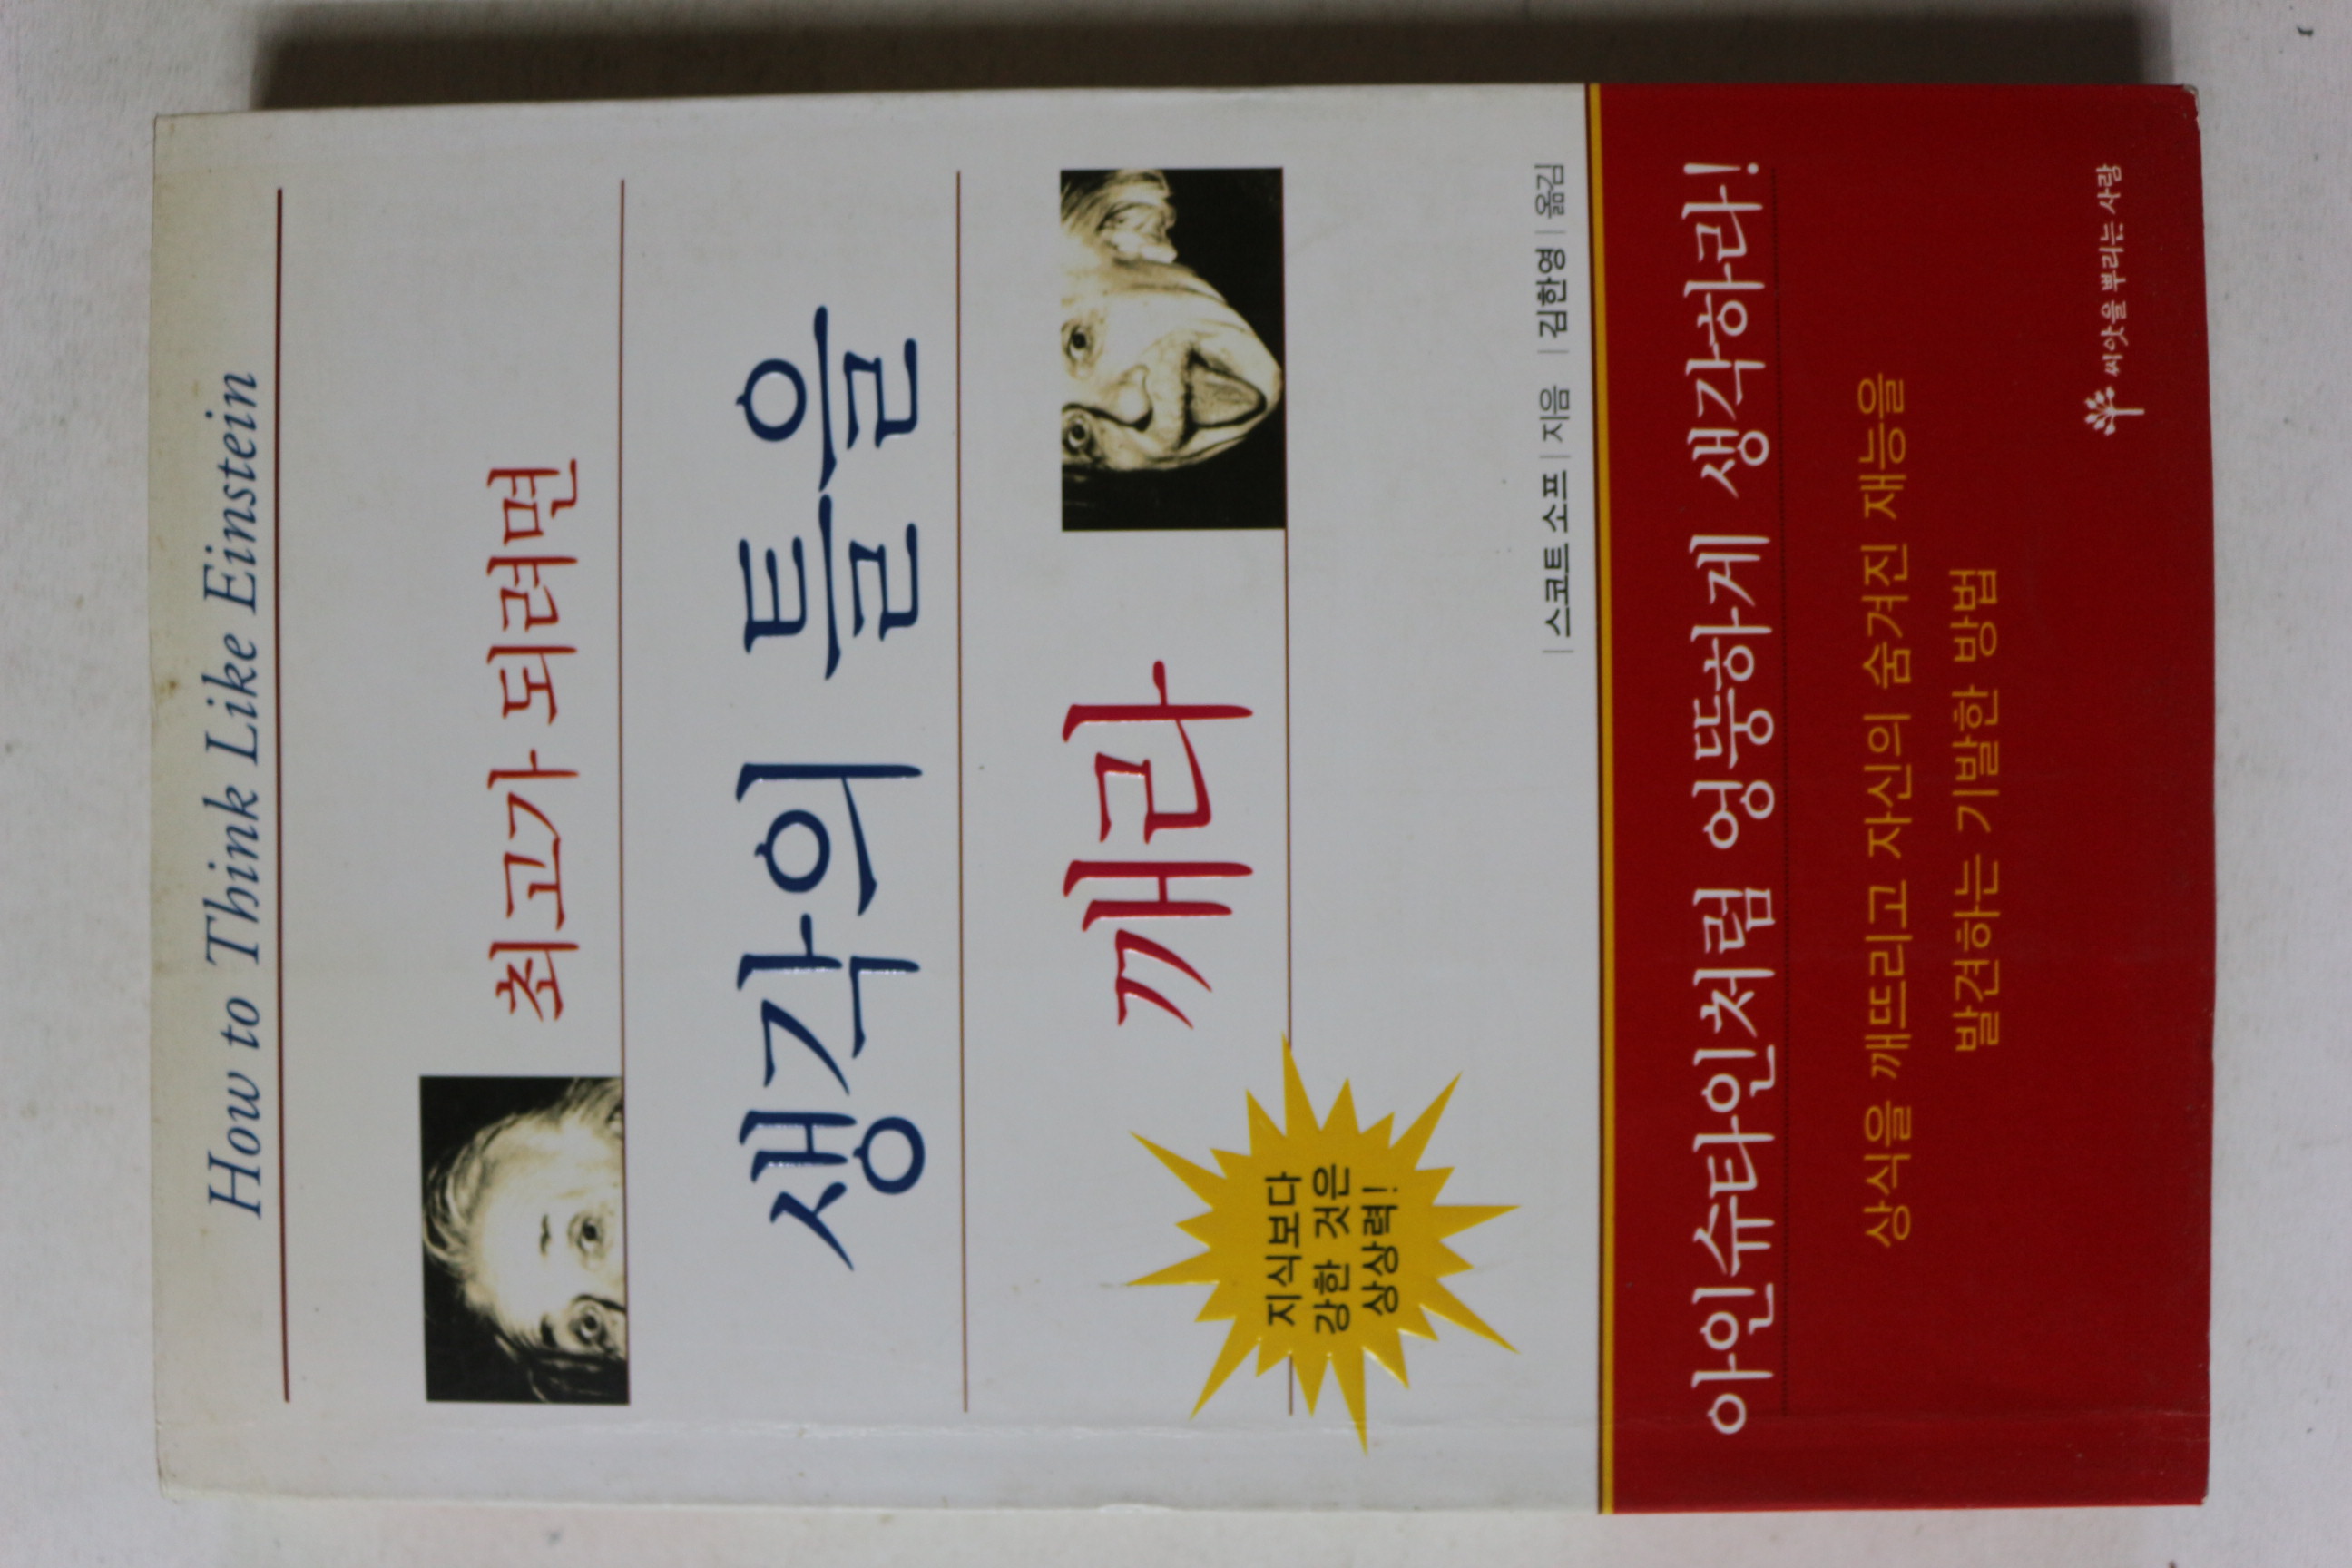 How to Think Like Einstein
최고가 되려면
생각의 틀을
깨라
지식보다
강한 것은
상상력!
| 스코트 소프 | 지음 | 김한영 | 옮김
아인슈타인처럼 엉뚱하게 생각하라!
상식을 깨뜨리고 자신의 숨겨진 재능을
발견하는 기발한 방법
씨앗을 뿌리는 사람